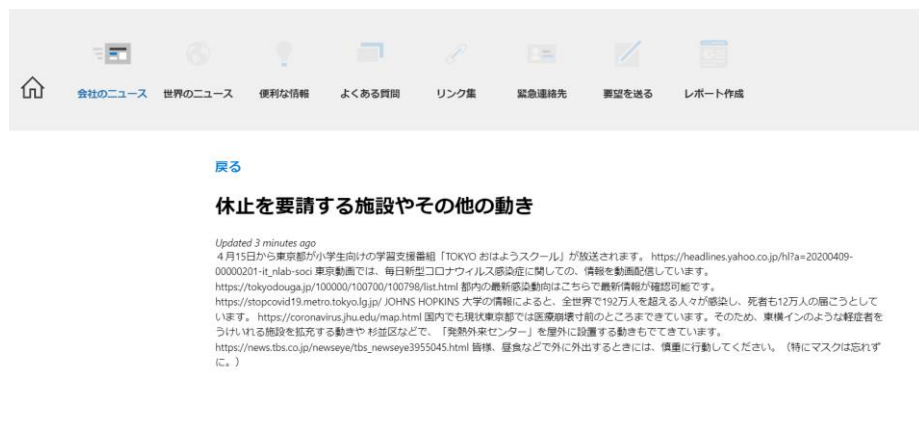 会社のニュース 世界のニュース 便利な情報 よくある質問 リンク集 緊急連絡先 要望を送る レポート作成
戻る
休止を要請する施設やその他の動き
Updated 3 minutes ago
４月15日から東京都が小学生向けの学習支援番組「TOKYO おはようスクール」が放送されます。 https://headlines.yahoo.co.jp/hl?a=20200409-
00000201-it_nlab-soci 東京動画では、毎日新型コロナウィルス感染症に関しての、情報を動画配信しています。
https://tokyodouga.jp/100000/100700/100798/list.html 都内の最新感染動向はこちらで最新情報が確認可能です。
https://stopcovid19.metro.tokyo.lg.jp/ JOHNS HOPKINS 大学の情報によると、全世界で192万人を超える人々が感染し、死者も12万人の届こうとして
います。 https://coronavirus.jhu.edu/map.html 国内でも現状東京都では医療崩壊寸前のところまできています。そのため、東横インのような軽症者を
うけいれる施設を拡充する動きや 杉並区などで、「発熱外来センター」を屋外に設置する動きもでてきています。
https://news.tbs.co.jp/newseye/tbs_newseye3955045.html 皆様、昼食などで外に外出するときには、慎重に行動してください。（特にマスクは忘れず
に。）